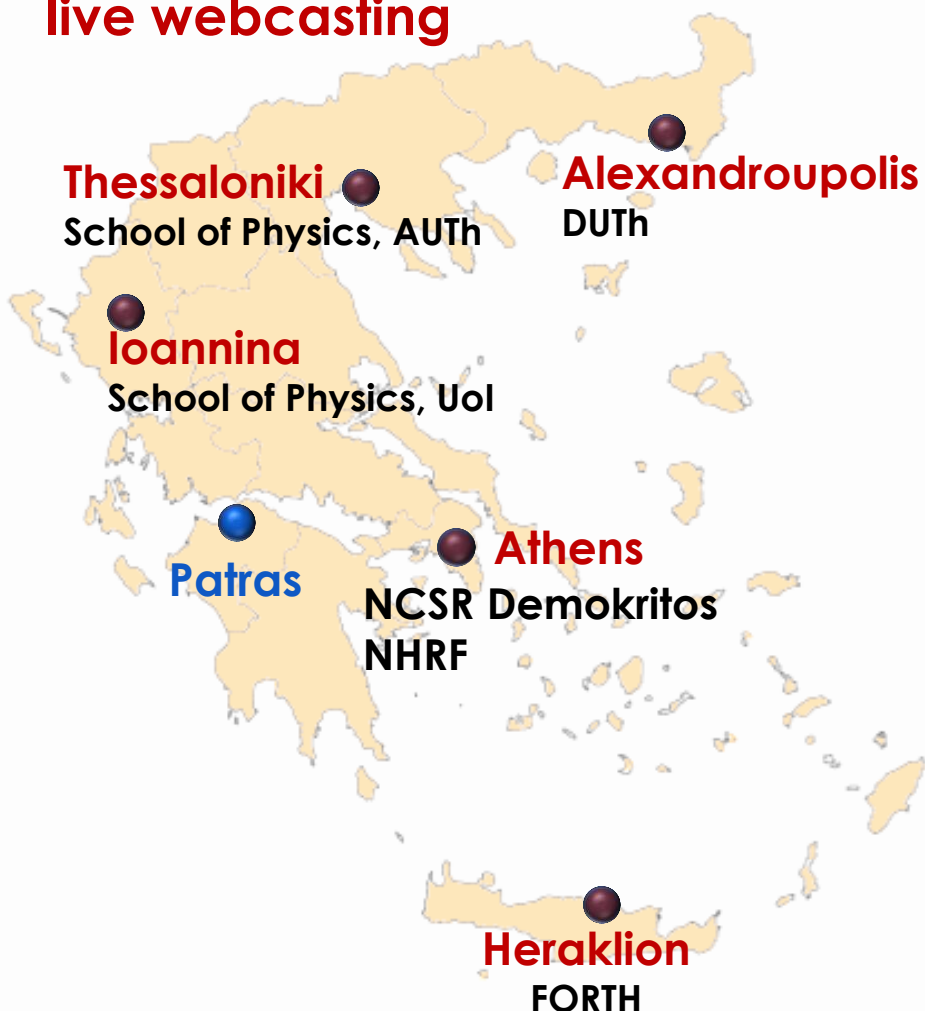 live webcasting
Thessaloniki
School of Physics, AUTh
Alexandroupolis
DUTh
Ioannina
School of Physics, UoI
Patras
Athens
NCSR Demokritos
NHRF
Heraklion
FORTH